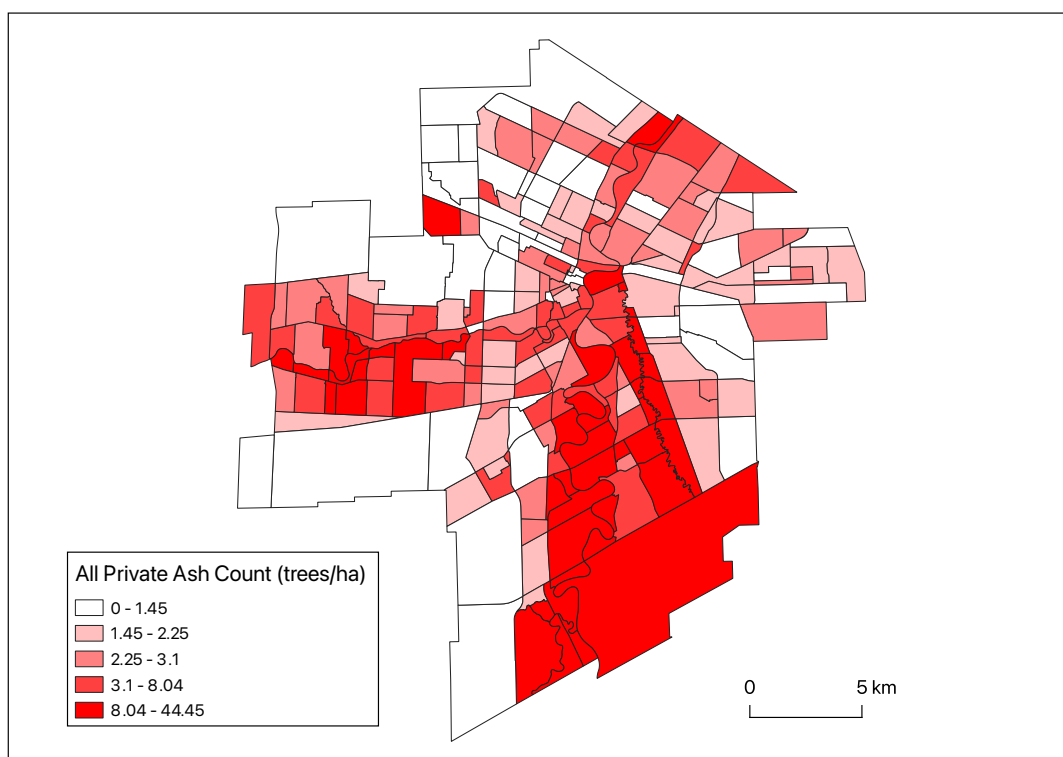 All Private Ash Count (trees/ha)
0 - 1.45
1.45 - 2.25
2.25 - 3.1
3.1 - 8.04
8.04 - 44.45
0 5 km